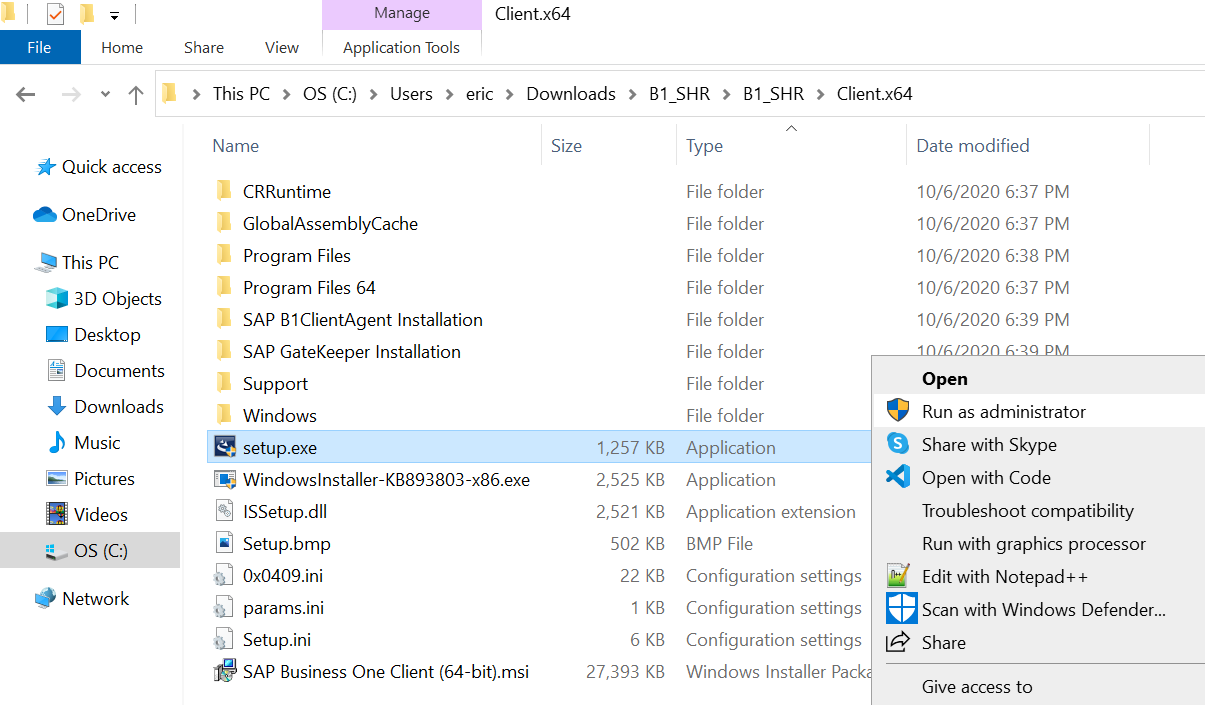 Manage Client.x64
File Home Share View Application Tools
This PC > OS (C:) > Users > eric > Downloads > B1_SHR > B1_SHR > Client.x64
Name Size Type Date modified
Quick access
OneDrive
This PC
3D Objects
Desktop
Documents
Downloads
Music
Pictures
Videos
OS (C:)
Network
CRRuntime File folder 10/6/2020 6:37 PM
GlobalAssemblyCache File folder 10/6/2020 6:37 PM
Program Files File folder 10/6/2020 6:38 PM
Program Files 64 File folder 10/6/2020 6:37 PM
SAP B1ClientAgent Installation File folder 10/6/2020 6:39 PM
SAP GateKeeper Installation File folder 10/6/2020 6:39 PM
Support File folder
Windows File folder
setup.exe 1,257 KB Application
WindowsInstaller-KB893803-x86.exe 2,525 KB Application
ISSetup.dll 2,521 KB Application extension
Setup.bmp 502 KB BMP File
0x0409.ini 22 KB Configuration settings
params.ini 1 KB Configuration settings
Setup.ini 6 KB Configuration settings
SAP Business One Client (64-bit).msi 27,393 KB Windows Installer Packa
Open
Run as administrator
Share with Skype
Open with Code
Troubleshoot compatibility
Run with graphics processor
Edit with Notepad++
Scan with Windows Defender...
Share
Give access to